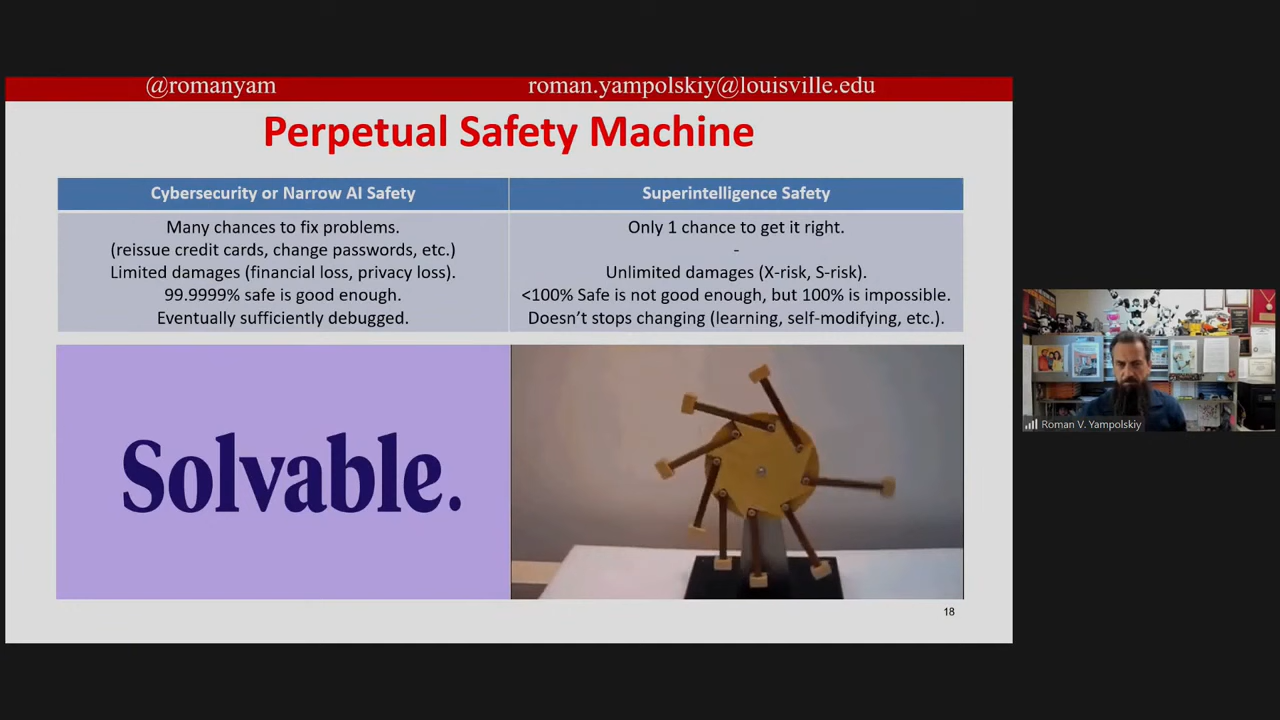 @romanyam
roman.yampolskiy@louisville.edu
Perpetual Safety Machine
Cybersecurity or Narrow AI Safety
Many chances to fix problems.
(reissue credit cards, change passwords, etc.)
Limited damages (financial loss, privacy loss).
99.9999% safe is good enough.
Eventually sufficiently debugged.
Superintelligence Safety
Only 1 chance to get it right.
-
Unlimited damages (X-risk, S-risk).
<100% Safe is not good enough, but 100% is impossible.
Doesn’t stops changing (learning, self-modifying, etc.).
Solvable.
18
Roman V. Yampolskiy